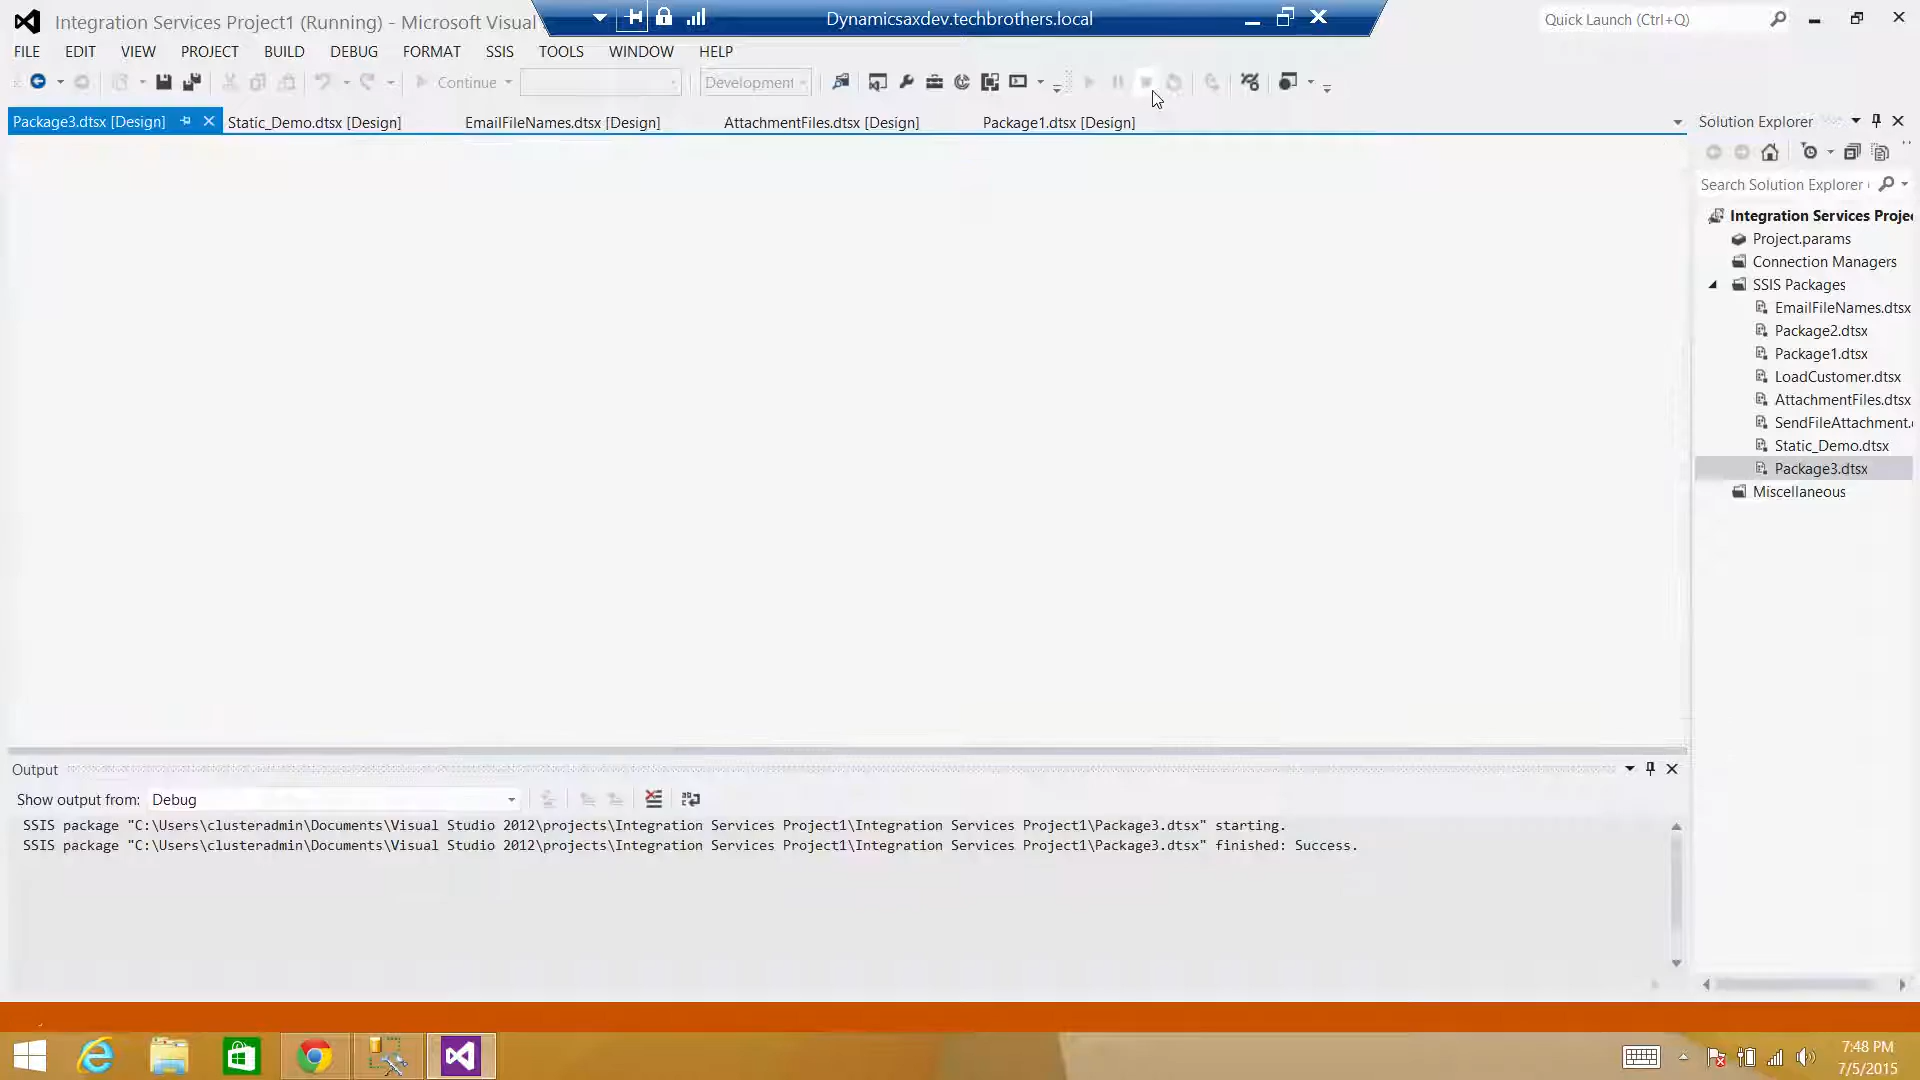 Integration Services Project1 (Running) - Microsoft Visual
Dynamicsaxdev.techbrothers.local
Quick Launch (Ctrl+Q)
FILE EDIT VIEW PROJECT BUILD DEBUG FORMAT SSIS TOOLS WINDOW HELP
Continue
Development
Package3.dtsx [Design]
Static_Demo.dtsx [Design]
EmailFileNames.dtsx [Design]
AttachmentFiles.dtsx [Design]
Package1.dtsx [Design]
Solution Explorer
Search Solution Explorer (
Integration Services Proje
Project.params
Connection Managers
SSIS Packages
EmailFileNames.dtsx
Package2.dtsx
Package1.dtsx
LoadCustomer.dtsx
AttachmentFiles.dtsx
SendFileAttachment.
Static_Demo.dtsx
Package3.dtsx
Miscellaneous
Output
Show output from: Debug
SSIS package "C:\Users\clusteradmin\Documents\Visual Studio 2012\projects\Integration Services Project1\Integration Services Project1\Package3.dtsx" starting.
SSIS package "C:\Users\clusteradmin\Documents\Visual Studio 2012\projects\Integration Services Project1\Integration Services Project1\Package3.dtsx" finished: Success.
7:48 PM
7/5/2015